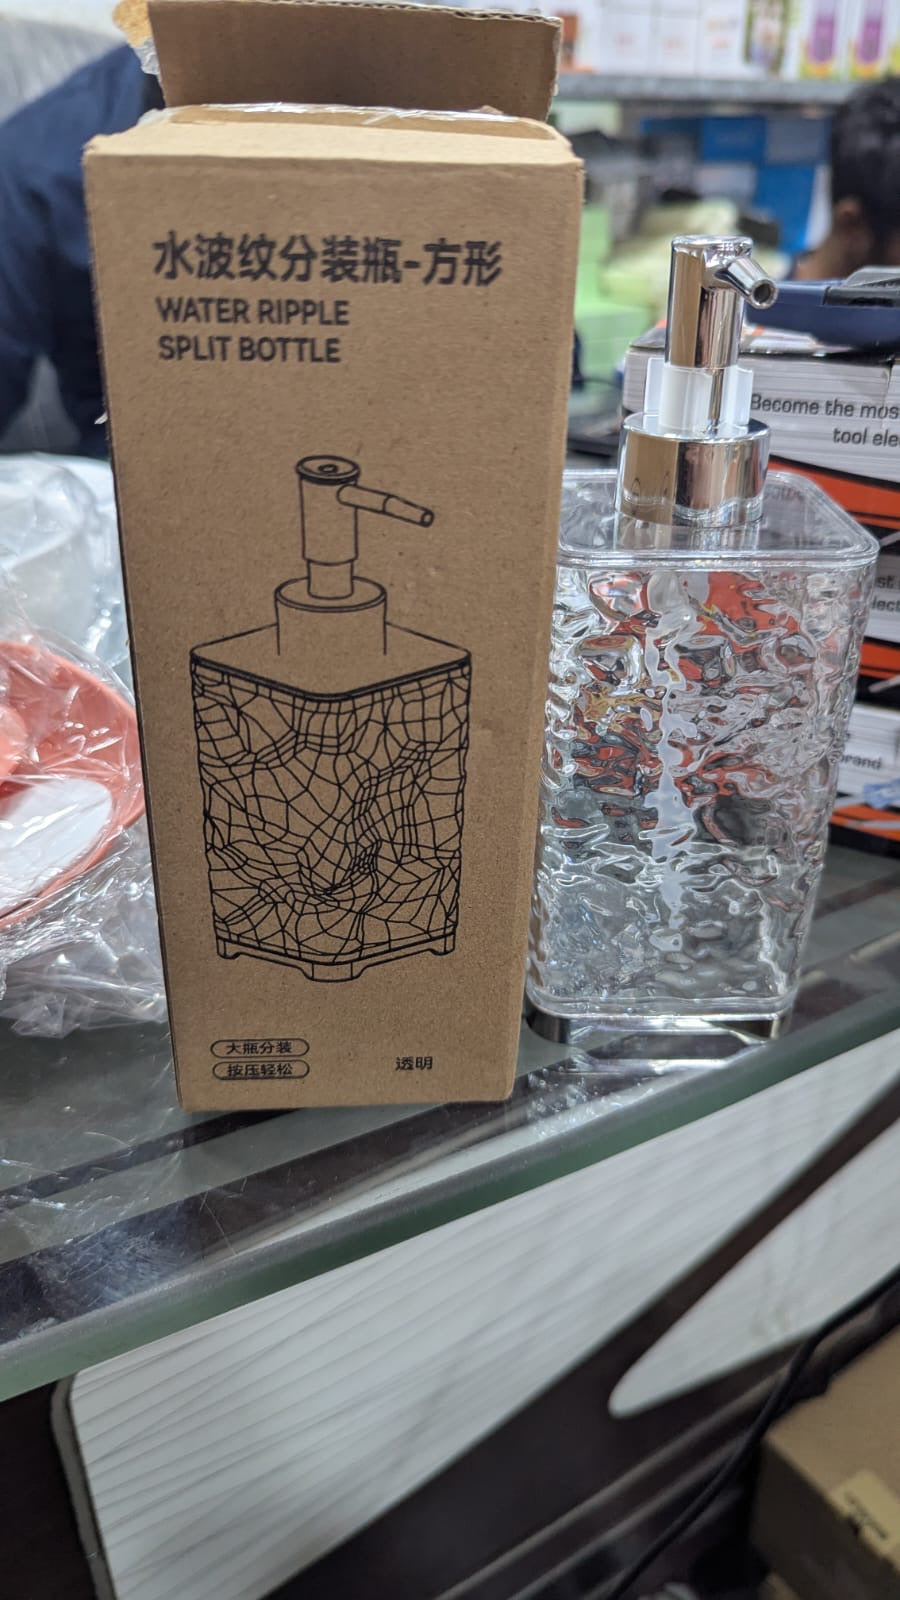 水波纹分装瓶-方形
WATER RIPPLE
SPLIT BOTTLE
大瓶分装
按压轻松
透明
Become the mos
tool ele